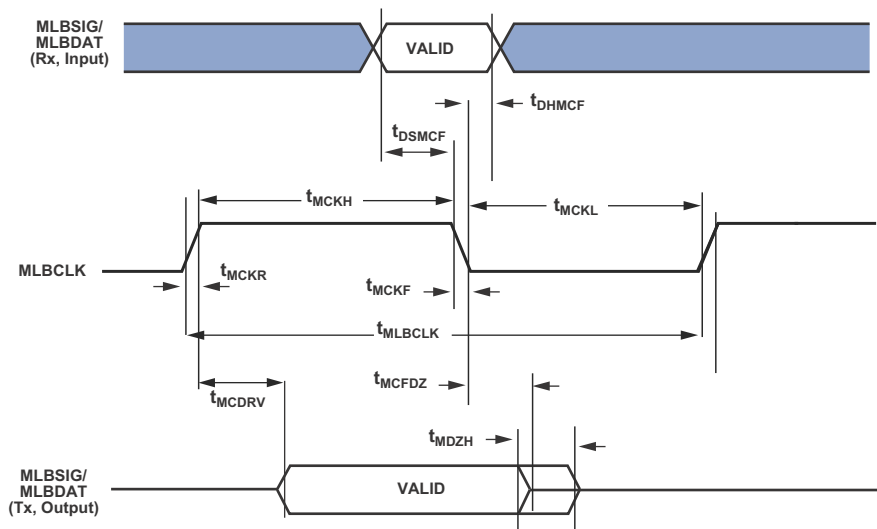 MLBSIG/
MLBDAT
(Rx, Input)
VALID
tDHMCF
tDSMCF
tMCKH
tMCKL
MLBCLK
tMCKR
tMCKF
tMLBCLK
tMCFDZ
tMCDRV
tMDZH
MLBSIG/
MLBDAT
(Tx, Output)
VALID